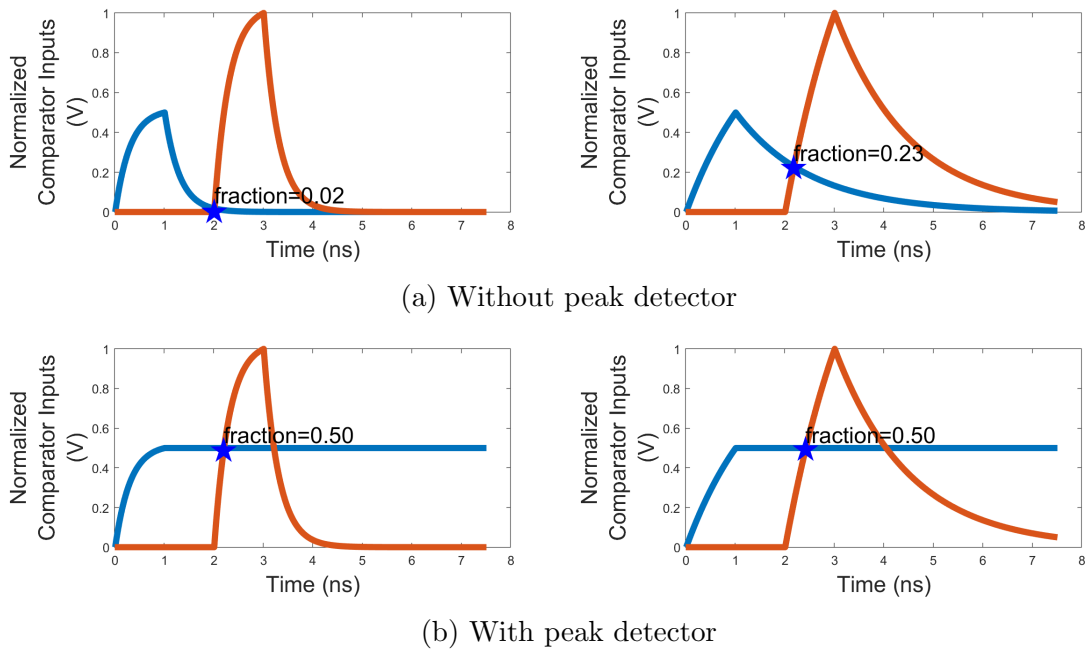 Normalized
Comparator Inputs
(V)
1
0.8
0.6
0.4
0.2
0
fraction=0.02
0 1 2 3 4 5 6 7 8
Time (ns)
Normalized
Comparator Inputs
(V)
1
0.8
0.6
0.4
0.2
0
fraction=0.23
0 1 2 3 4 5 6 7 8
Time (ns)
(a) Without peak detector
Normalized
Comparator Inputs
(V)
1
0.8
0.6
0.4
0.2
0
fraction=0.50
0 1 2 3 4 5 6 7 8
Time (ns)
Normalized
Comparator Inputs
(V)
1
0.8
0.6
0.4
0.2
0
fraction=0.50
0 1 2 3 4 5 6 7 8
Time (ns)
(b) With peak detector